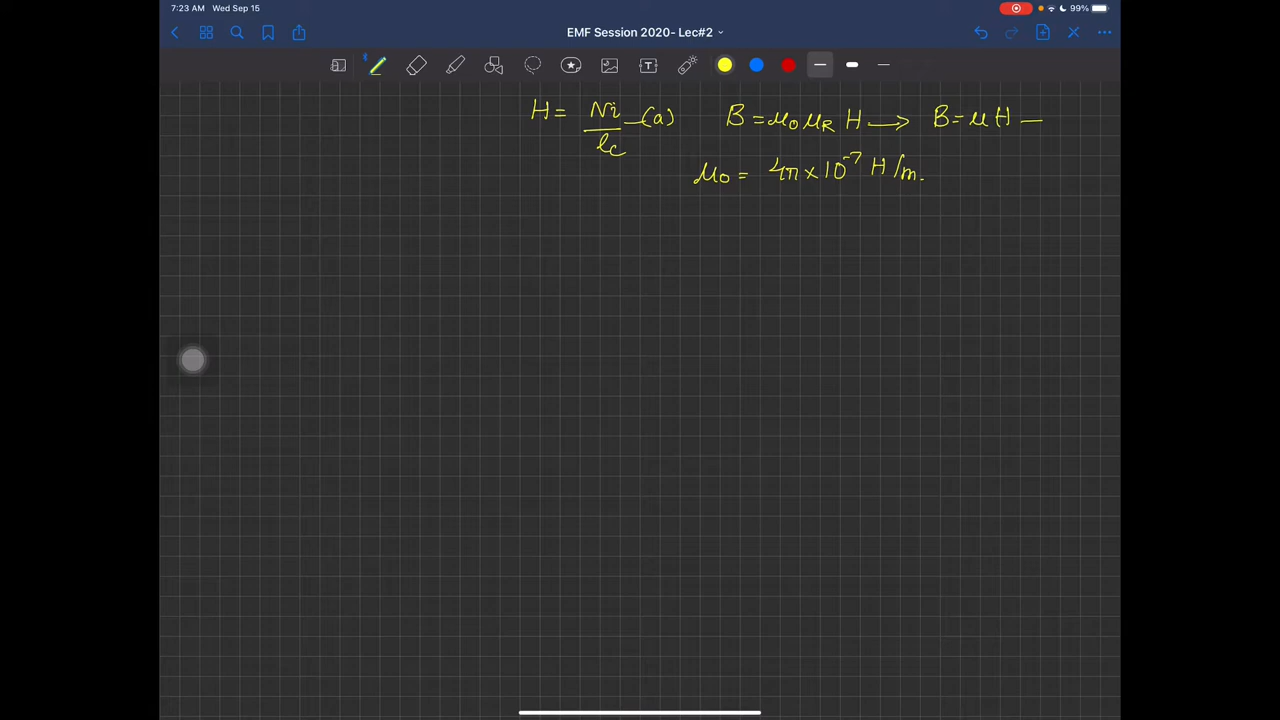 7:23 AM Wed Sep 15
99%
EMF Session 2020- Lec#2
H = Ni/lc —(a) B = μ0 μR H ⟶ B = μH —
μ0 = 4π × 10^-7 H/m.